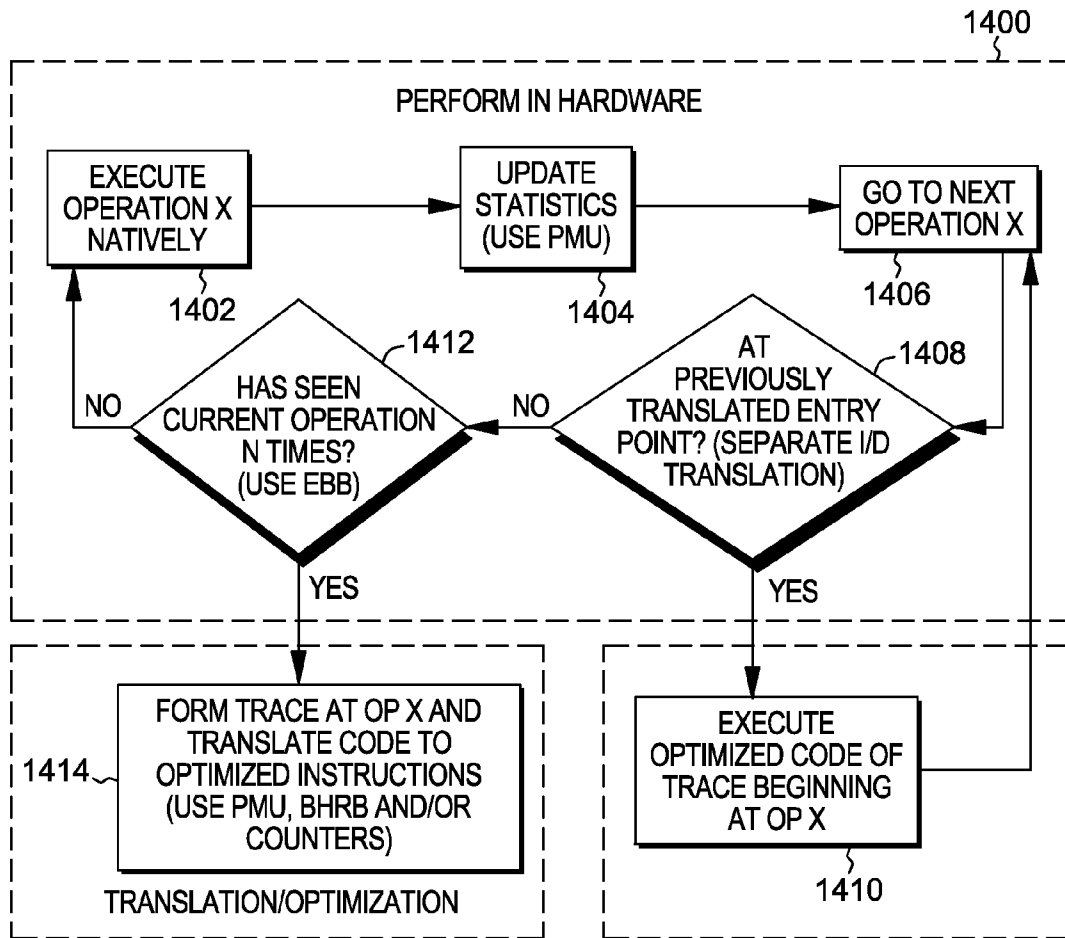 1400
PERFORM IN HARDWARE
EXECUTE
OPERATION X
NATIVELY
1402
UPDATE
STATISTICS
(USE PMU)
1404
GO TO NEXT
OPERATION X
1406
AT
PREVIOUSLY
TRANSLATED ENTRY
POINT? (SEPARATE I/D
TRANSLATION)
1408
NO
YES
HAS SEEN
CURRENT OPERATION
N TIMES?
(USE EBB)
1412
NO
YES
FORM TRACE AT OP X AND
TRANSLATE CODE TO
OPTIMIZED INSTRUCTIONS
(USE PMU, BHRB AND/OR
COUNTERS)
1414
TRANSLATION/OPTIMIZATION
EXECUTE
OPTIMIZED CODE OF
TRACE BEGINNING
AT OP X
1410